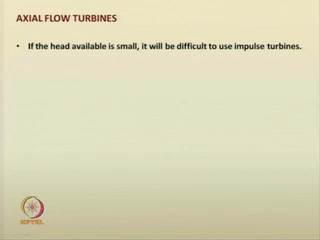 AXIAL FLOW TURBINES
• If the head available is small, it will be difficult to use impulse turbines.
NPTEL